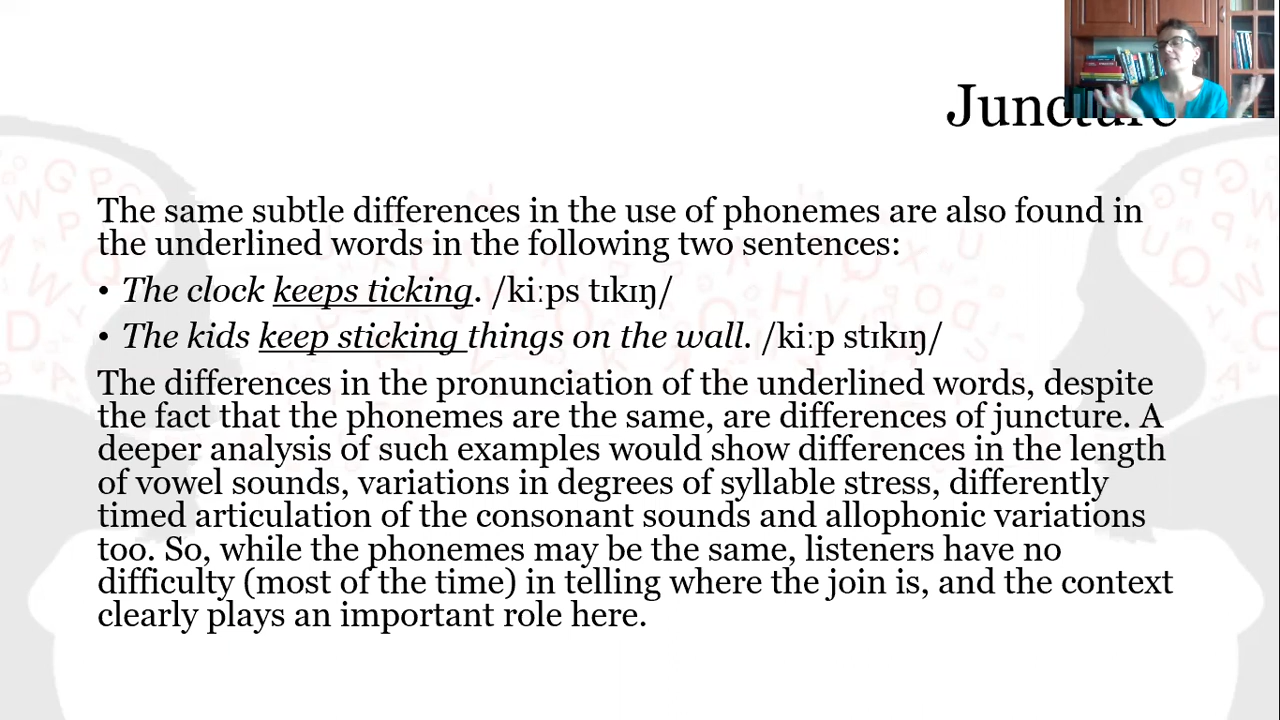 Juncture
The same subtle differences in the use of phonemes are also found in
the underlined words in the following two sentences:
• The clock keeps ticking. /kiːps tɪkɪŋ/
• The kids keep sticking things on the wall. /kiːp stɪkɪŋ/
The differences in the pronunciation of the underlined words, despite
the fact that the phonemes are the same, are differences of juncture. A
deeper analysis of such examples would show differences in the length
of vowel sounds, variations in degrees of syllable stress, differently
timed articulation of the consonant sounds and allophonic variations
too. So, while the phonemes may be the same, listeners have no
difficulty (most of the time) in telling where the join is, and the context
clearly plays an important role here.